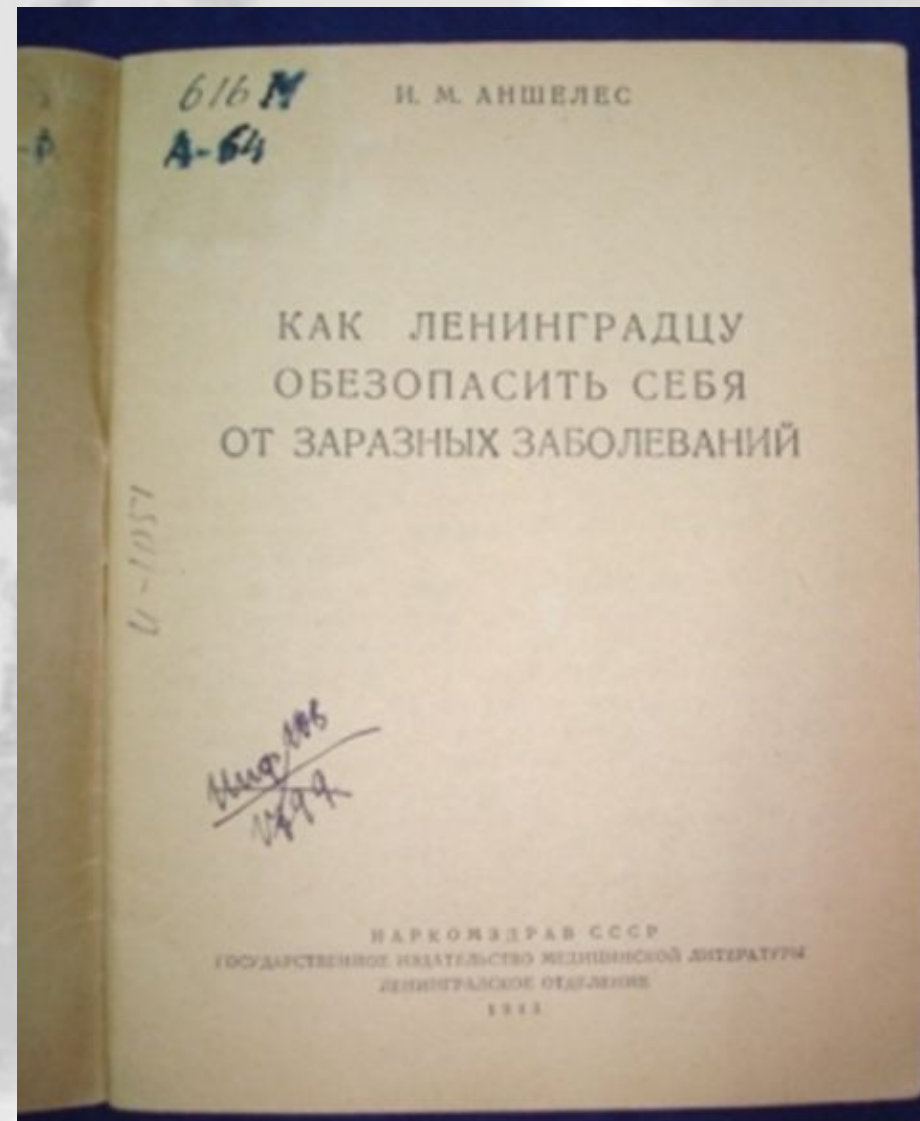 616 М
А-64
И. М. АНШЕЛЕС
КАК ЛЕНИНГРАДЦУ
ОБЕЗОПАСИТЬ СЕБЯ
ОТ ЗАРАЗНЫХ ЗАБОЛЕВАНИЙ
НАРКОМЗДРАВ СССР
ГОСУДАРСТВЕННОЕ ИЗДАТЕЛЬСТВО МЕДИЦИНСКОЙ ЛИТЕРАТУРЫ
ЛЕНИНГРАДСКОЕ ОТДЕЛЕНИЕ